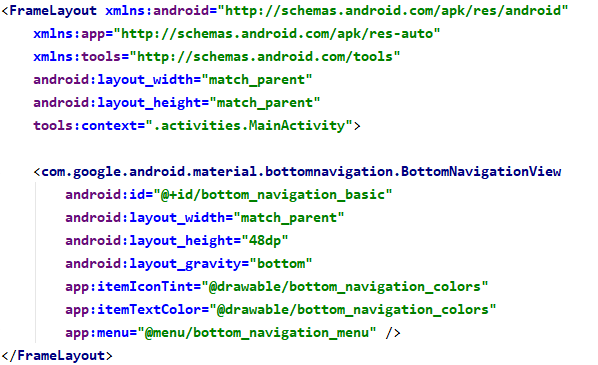 <FrameLayout xmlns:android="http://schemas.android.com/apk/res/android"
    xmlns:app="http://schemas.android.com/apk/res-auto"
    xmlns:tools="http://schemas.android.com/tools"
    android:layout_width="match_parent"
    android:layout_height="match_parent"
    tools:context=".activities.MainActivity">

    <com.google.android.material.bottomnavigation.BottomNavigationView
        android:id="@+id/bottom_navigation_basic"
        android:layout_width="match_parent"
        android:layout_height="48dp"
        android:layout_gravity="bottom"
        app:itemIconTint="@drawable/bottom_navigation_colors"
        app:itemTextColor="@drawable/bottom_navigation_colors"
        app:menu="@menu/bottom_navigation_menu" />
</FrameLayout>